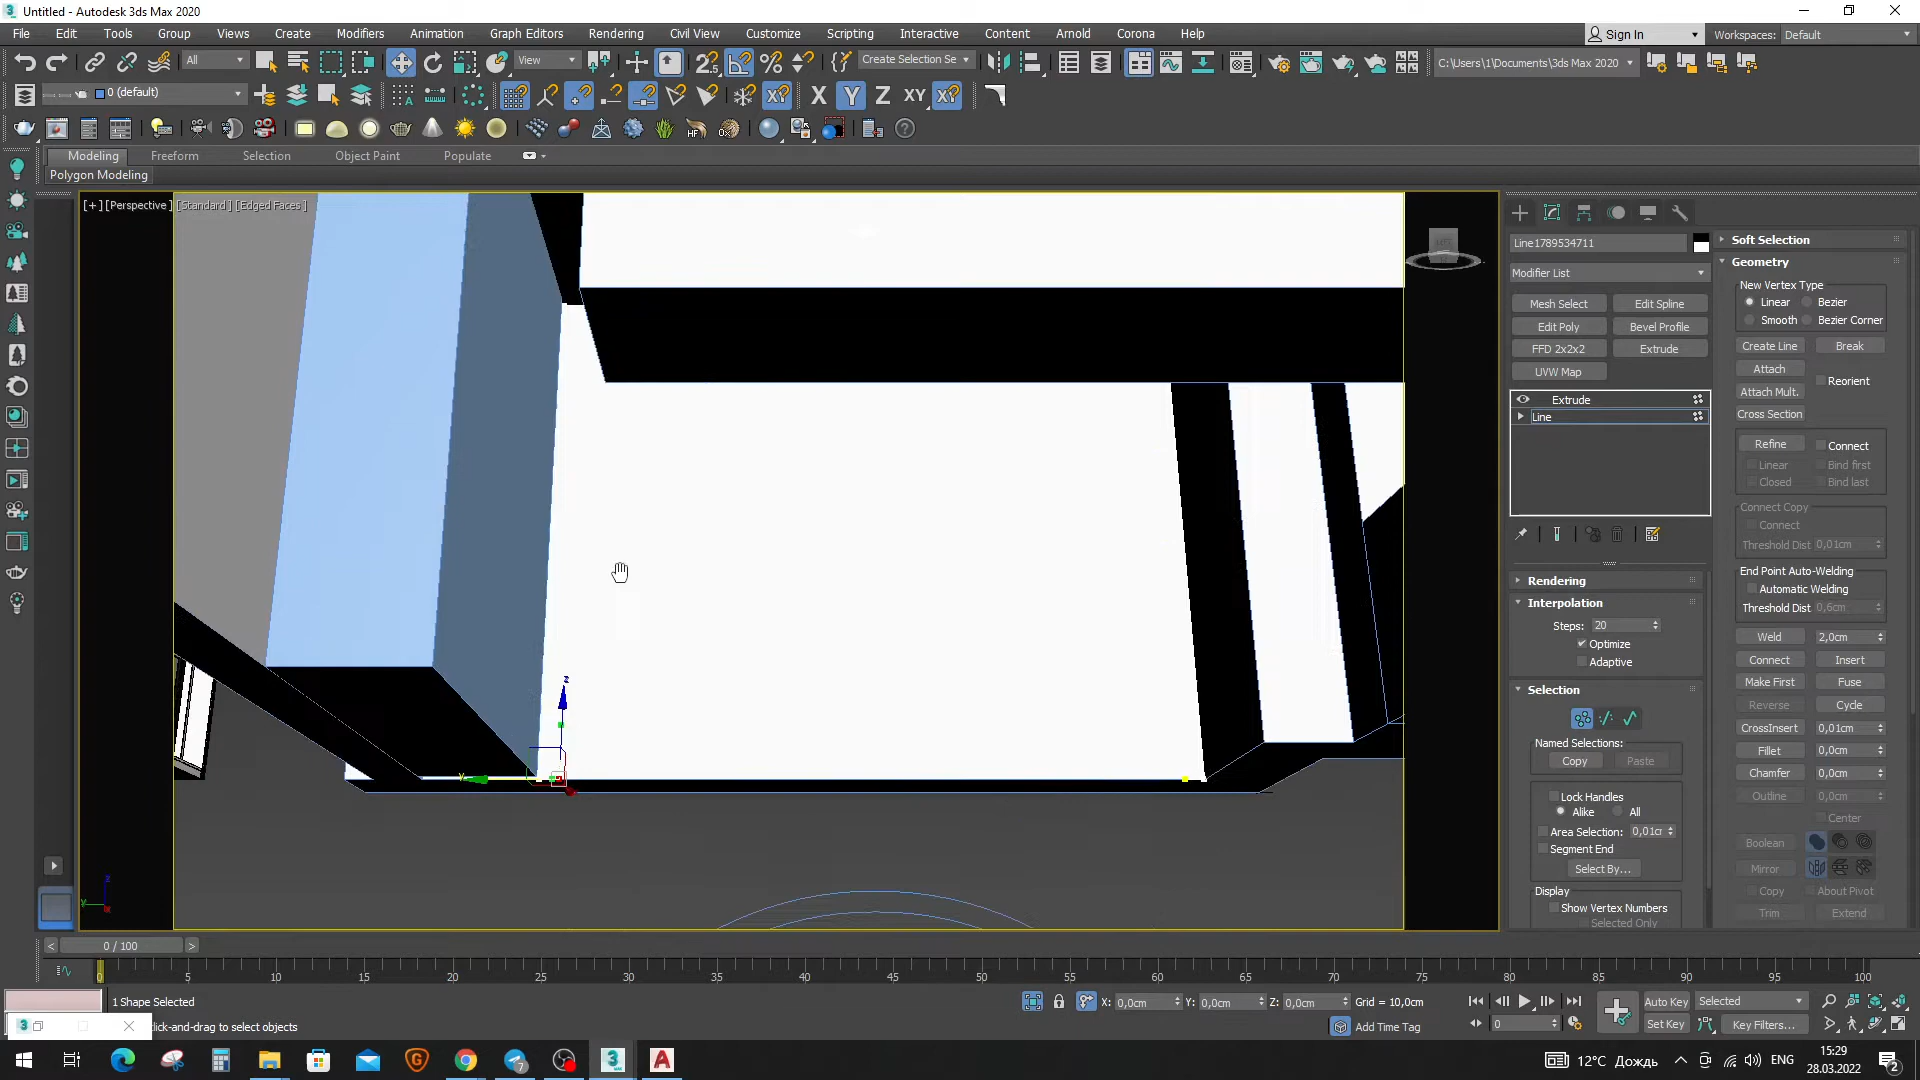 Untitled - Autodesk 3ds Max 2020
File Edit Tools Group Views Create Modifiers Animation Graph Editors Rendering Civil View Customize Scripting Interactive Content Arnold Corona Help
Sign In Workspaces: Default
All View Create Selection Se C:\Users\1\Documents\3ds Max 2020
0 (default) X Y Z XY XY
Modeling Freeform Selection Object Paint Populate
Polygon Modeling
[+] [Perspective] [Standard] [Edged Faces]
Line1789534711
Modifier List
Mesh Select Edit Spline
Edit Poly Bevel Profile
FFD 2x2x2 Extrude
UVW Map
Extrude
Line
Rendering
Interpolation
Steps: 20
Optimize
Adaptive
Selection
Named Selections:
Copy Paste
Lock Handles
Alike All
Area Selection: 0,01cr
Segment End
Select By...
Display
Show Vertex Numbers
Selected Only
Soft Selection
Geometry
New Vertex Type
Linear Bezier
Smooth Bezier Corner
Create Line Break
Attach
Reorient
Attach Mult.
Cross Section
Refine Connect
Linear Bind first
Closed Bind last
Connect Copy
Connect
Threshold Dist 0,01cm
End Point Auto-Welding
Automatic Welding
Threshold Dist 0,6cm
Weld 2,0cm
Connect Insert
Make First Fuse
Reverse Cycle
CrossInsert 0,01cm
Fillet 0,0cm
Chamfer 0,0cm
Outline 0,0cm
Center
Boolean
Mirror
Copy About Pivot
Trim Extend
z
y
z
y
x
< 0 / 100 >
0 5 10 15 20 25 30 35 40 45 50 55 60 65 70 75 80 85 90 95 100
1 Shape Selected
X: 0,0cm Y: 0,0cm Z: 0,0cm Grid = 10,0cm
Auto Key Selected
click-and-drag to select objects
Add Time Tag
0
Set Key Key Filters...
12°C Дождь ENG 15:29
28.03.2022
2